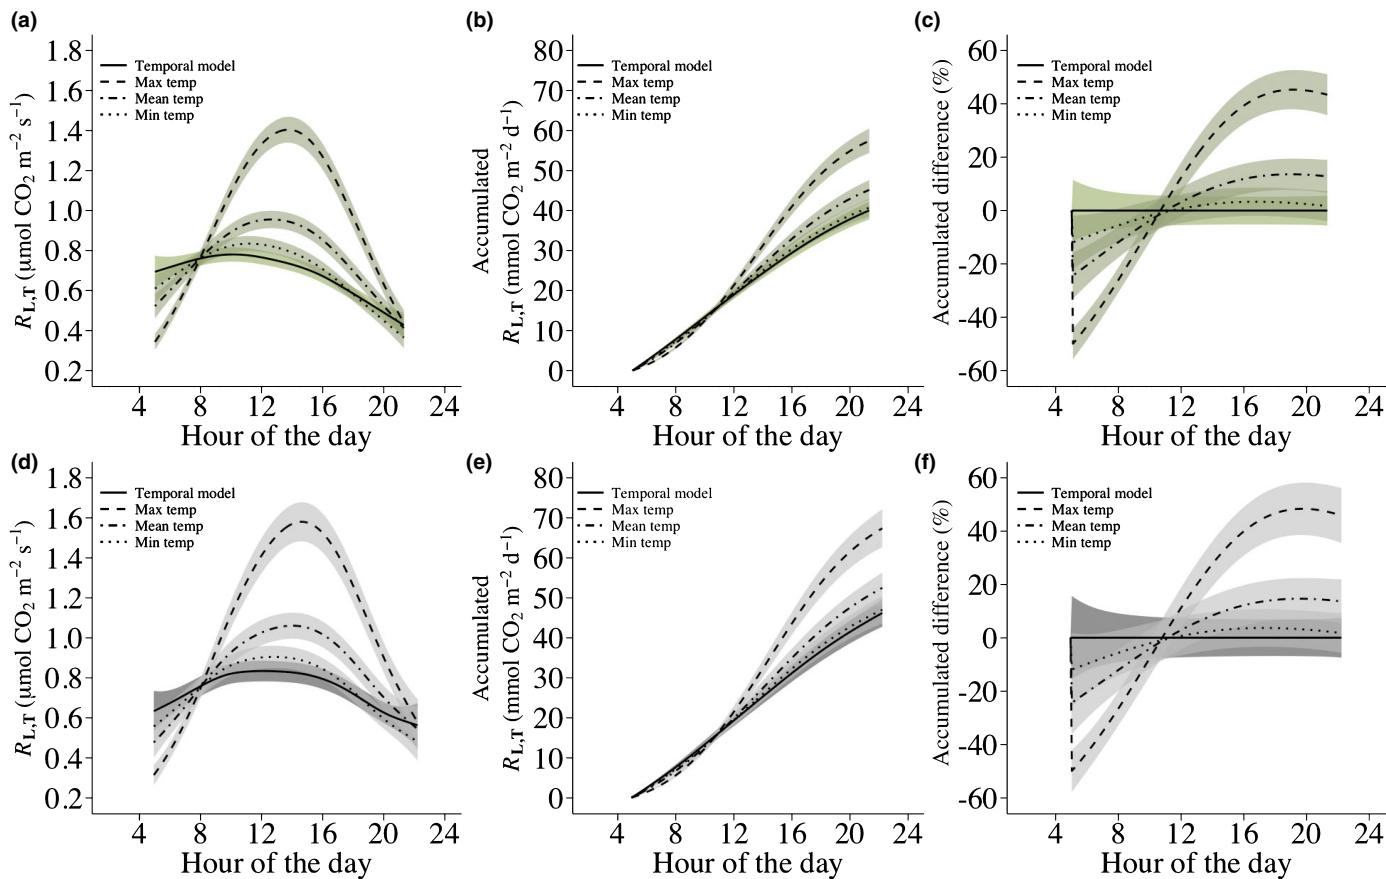 (a)
R_L,T (μmol CO₂ m⁻² s⁻¹)
1.8
1.6
1.4
1.2
1.0
0.8
0.6
0.4
0.2
Temporal model
Max temp
Mean temp
Min temp
4 8 12 16 20 24
Hour of the day
(b)
Accumulated
R_L,T (mmol CO₂ m⁻² d⁻¹)
80
70
60
50
40
30
20
10
0
Temporal model
Max temp
Mean temp
Min temp
4 8 12 16 20 24
Hour of the day
(c)
Accumulated difference (%)
60
40
20
0
-20
-40
-60
Temporal model
Max temp
Mean temp
Min temp
4 8 12 16 20 24
Hour of the day
(d)
R_L,T (μmol CO₂ m⁻² s⁻¹)
1.8
1.6
1.4
1.2
1.0
0.8
0.6
0.4
0.2
Temporal model
Max temp
Mean temp
Min temp
4 8 12 16 20 24
Hour of the day
(e)
Accumulated
R_L,T (mmol CO₂ m⁻² d⁻¹)
80
70
60
50
40
30
20
10
0
Temporal model
Max temp
Mean temp
Min temp
4 8 12 16 20 24
Hour of the day
(f)
Accumulated difference (%)
60
40
20
0
-20
-40
-60
Temporal model
Max temp
Mean temp
Min temp
4 8 12 16 20 24
Hour of the day